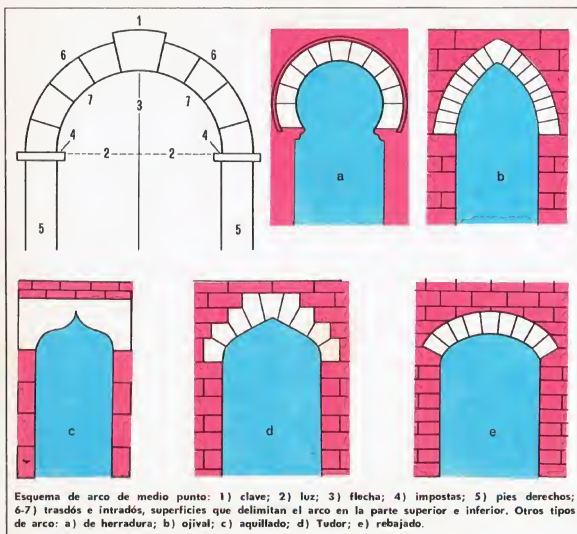 1
6 6
7 3 7
4 4
2 2
5 5
a
b
c
d
e
Esquema de arco de medio punto: 1) clave; 2) luz; 3) flecha; 4) impostas; 5) pies derechos;
6-7) trasdós e intradós, superficies que delimitan el arco en la parte superior e inferior. Otros tipos
de arco: a) de herradura; b) ojival; c) aquillado; d) Tudor; e) rebajado.